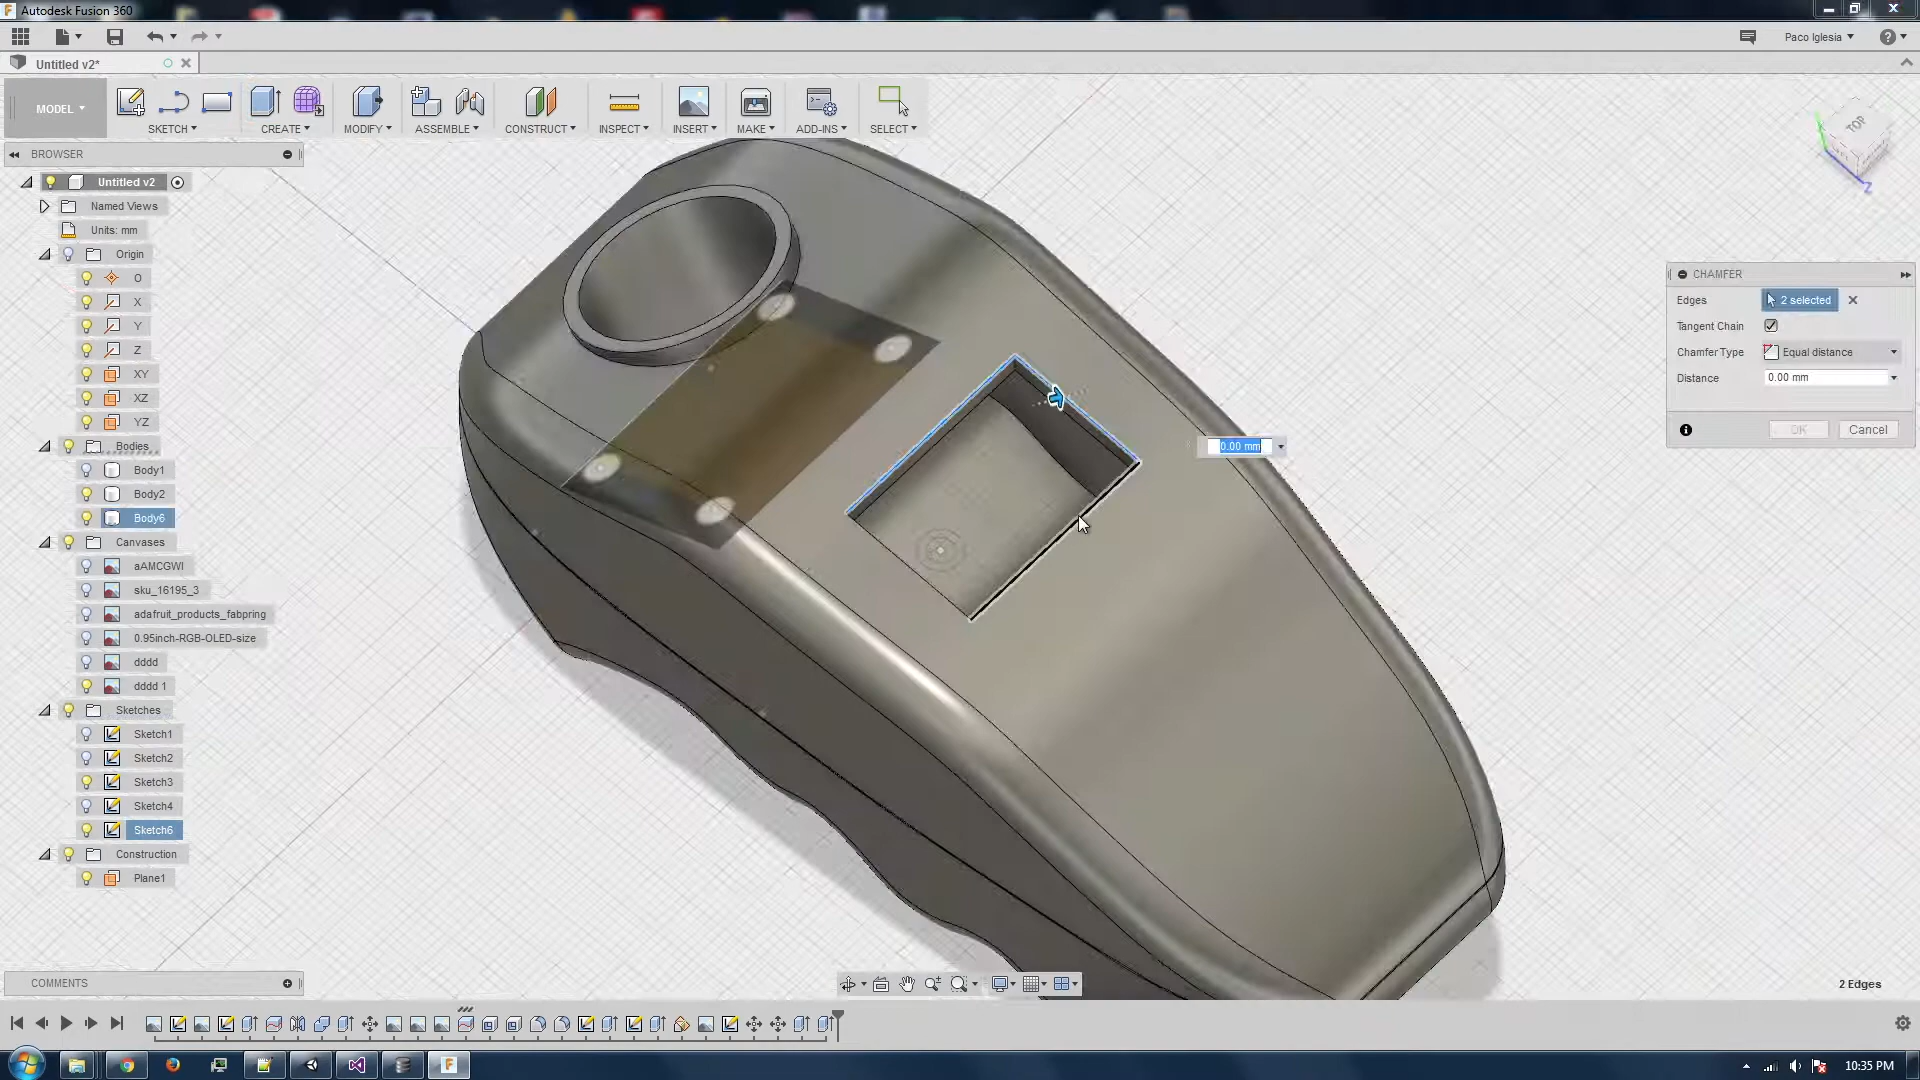 Autodesk Fusion 360
Paco Iglesia
Untitled v2*
MODEL
SKETCH
CREATE
MODIFY
ASSEMBLE
CONSTRUCT
INSPECT
INSERT
MAKE
ADD-INS
SELECT
TOP
Z
BROWSER
Untitled v2
Named Views
Units: mm
Origin
O
X
Y
Z
XY
XZ
YZ
Bodies
Body1
Body2
Body6
Canvases
aAMCGWI
sku_16195_3
adafruit_products_fabpring
0.95inch-RGB-OLED-size
dddd
dddd 1
Sketches
Sketch1
Sketch2
Sketch3
Sketch4
Sketch6
Construction
Plane1
CHAMFER
Edges 2 selected
Tangent Chain
Chamfer Type Equal distance
Distance 0.00 mm
OK Cancel
0.00 mm
COMMENTS
2 Edges
10:35 PM